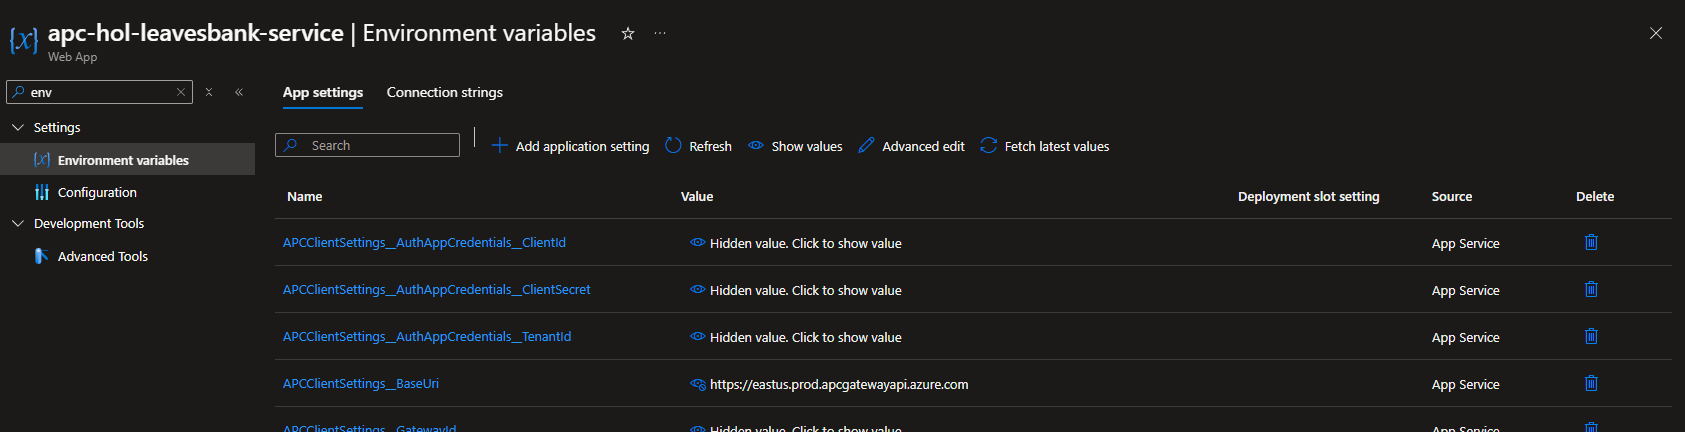 apc-hol-leavesbank-service | Environment variables
Web App
env
Settings
Environment variables
Configuration
Development Tools
Advanced Tools
App settings Connection strings
Search Add application setting Refresh Show values Advanced edit Fetch latest values
Name Value Deployment slot setting Source Delete
APCClientSettings__AuthAppCredentials__ClientId Hidden value. Click to show value App Service
APCClientSettings__AuthAppCredentials__ClientSecret Hidden value. Click to show value App Service
APCClientSettings__AuthAppCredentials__TenantId Hidden value. Click to show value App Service
APCClientSettings__BaseUri https://eastus.prod.apcgatewayapi.azure.com App Service
APCClientSettings__GatewayId Hidden value. Click to show value App Service